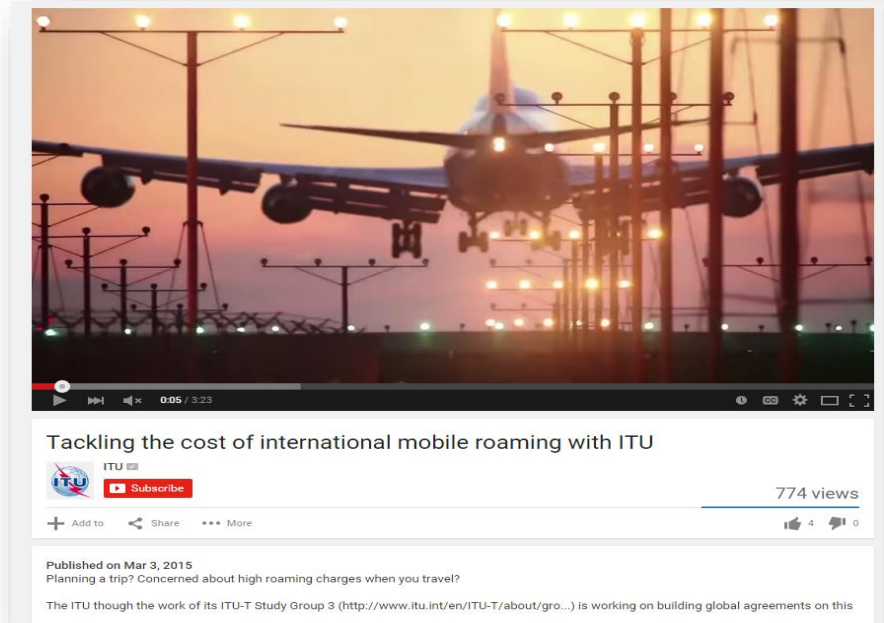 0:05 / 3:23
CC
Tackling the cost of international mobile roaming with ITU
ITU
ITU
Subscribe
774 views
Add to Share More
4 0
Published on Mar 3, 2015
Planning a trip? Concerned about high roaming charges when you travel?
The ITU though the work of its ITU-T Study Group 3 (http://www.itu.int/en/ITU-T/about/gro...) is working on building global agreements on this